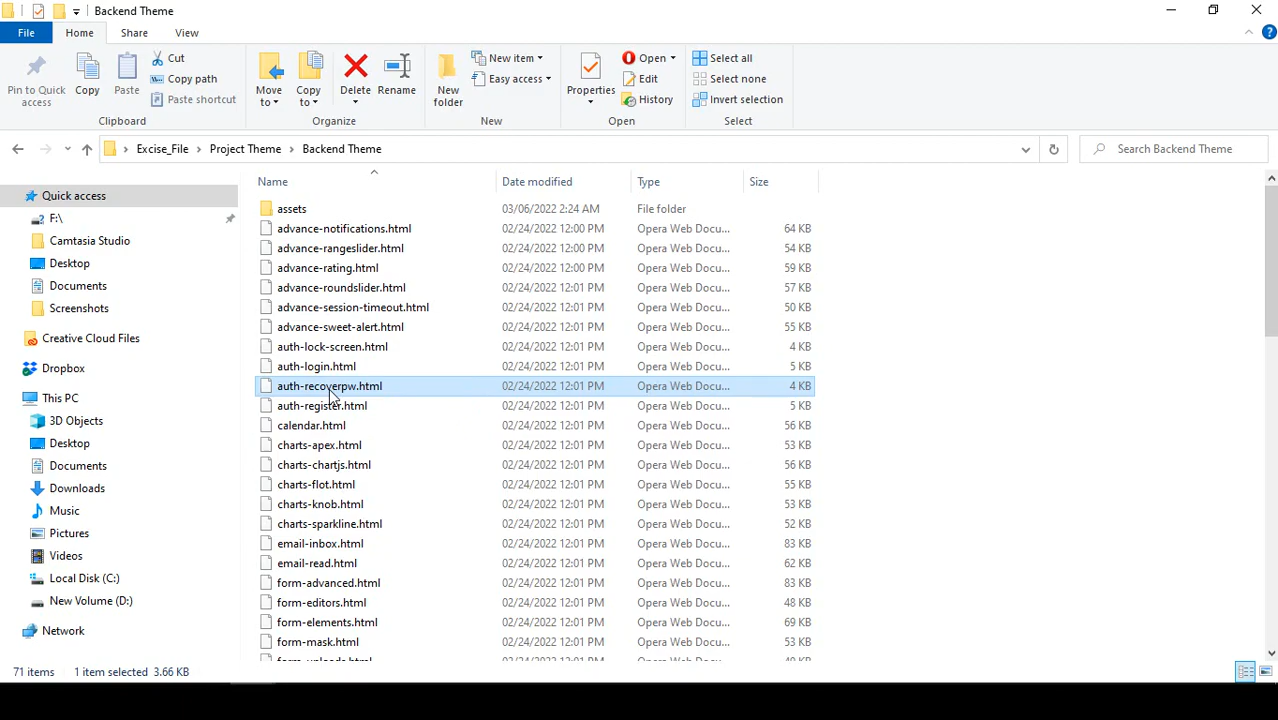 Backend Theme
File Home Share View
Pin to Quick access
Copy
Paste
Cut
Copy path
Paste shortcut
Clipboard
Move to
Copy to
Delete
Rename
Organize
New folder
New item
Easy access
New
Properties
Open
Edit
History
Open
Select all
Select none
Invert selection
Select
Excise_File > Project Theme > Backend Theme
Search Backend Theme
Quick access
F:\
Camtasia Studio
Desktop
Documents
Screenshots
Creative Cloud Files
Dropbox
This PC
3D Objects
Desktop
Documents
Downloads
Music
Pictures
Videos
Local Disk (C:)
New Volume (D:)
Network
Name Date modified Type Size
assets 03/06/2022 2:24 AM File folder
advance-notifications.html 02/24/2022 12:00 PM Opera Web Docu... 64 KB
advance-rangeslider.html 02/24/2022 12:00 PM Opera Web Docu... 54 KB
advance-rating.html 02/24/2022 12:00 PM Opera Web Docu... 59 KB
advance-roundslider.html 02/24/2022 12:01 PM Opera Web Docu... 57 KB
advance-session-timeout.html 02/24/2022 12:01 PM Opera Web Docu... 50 KB
advance-sweet-alert.html 02/24/2022 12:01 PM Opera Web Docu... 55 KB
auth-lock-screen.html 02/24/2022 12:01 PM Opera Web Docu... 4 KB
auth-login.html 02/24/2022 12:01 PM Opera Web Docu... 5 KB
auth-recoverpw.html 02/24/2022 12:01 PM Opera Web Docu... 4 KB
auth-register.html 02/24/2022 12:01 PM Opera Web Docu... 5 KB
calendar.html 02/24/2022 12:01 PM Opera Web Docu... 56 KB
charts-apex.html 02/24/2022 12:01 PM Opera Web Docu... 53 KB
charts-chartjs.html 02/24/2022 12:01 PM Opera Web Docu... 56 KB
charts-flot.html 02/24/2022 12:01 PM Opera Web Docu... 55 KB
charts-knob.html 02/24/2022 12:01 PM Opera Web Docu... 53 KB
charts-sparkline.html 02/24/2022 12:01 PM Opera Web Docu... 52 KB
email-inbox.html 02/24/2022 12:01 PM Opera Web Docu... 83 KB
email-read.html 02/24/2022 12:01 PM Opera Web Docu... 62 KB
form-advanced.html 02/24/2022 12:01 PM Opera Web Docu... 83 KB
form-editors.html 02/24/2022 12:01 PM Opera Web Docu... 48 KB
form-elements.html 02/24/2022 12:01 PM Opera Web Docu... 69 KB
form-mask.html 02/24/2022 12:01 PM Opera Web Docu... 53 KB
71 items 1 item selected 3.66 KB